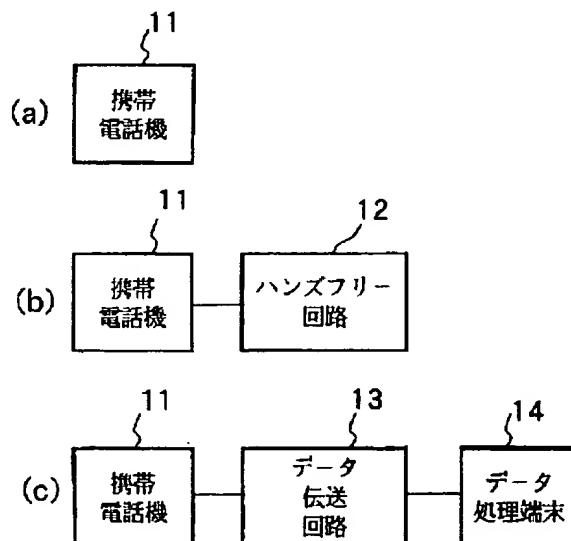 11
(a)
携帯
電話機
11
12
(b)
携帯
電話機
ハンズフリー
回路
11
13
14
(c)
携帯
電話機
データ
伝送
回路
データ
処理端末